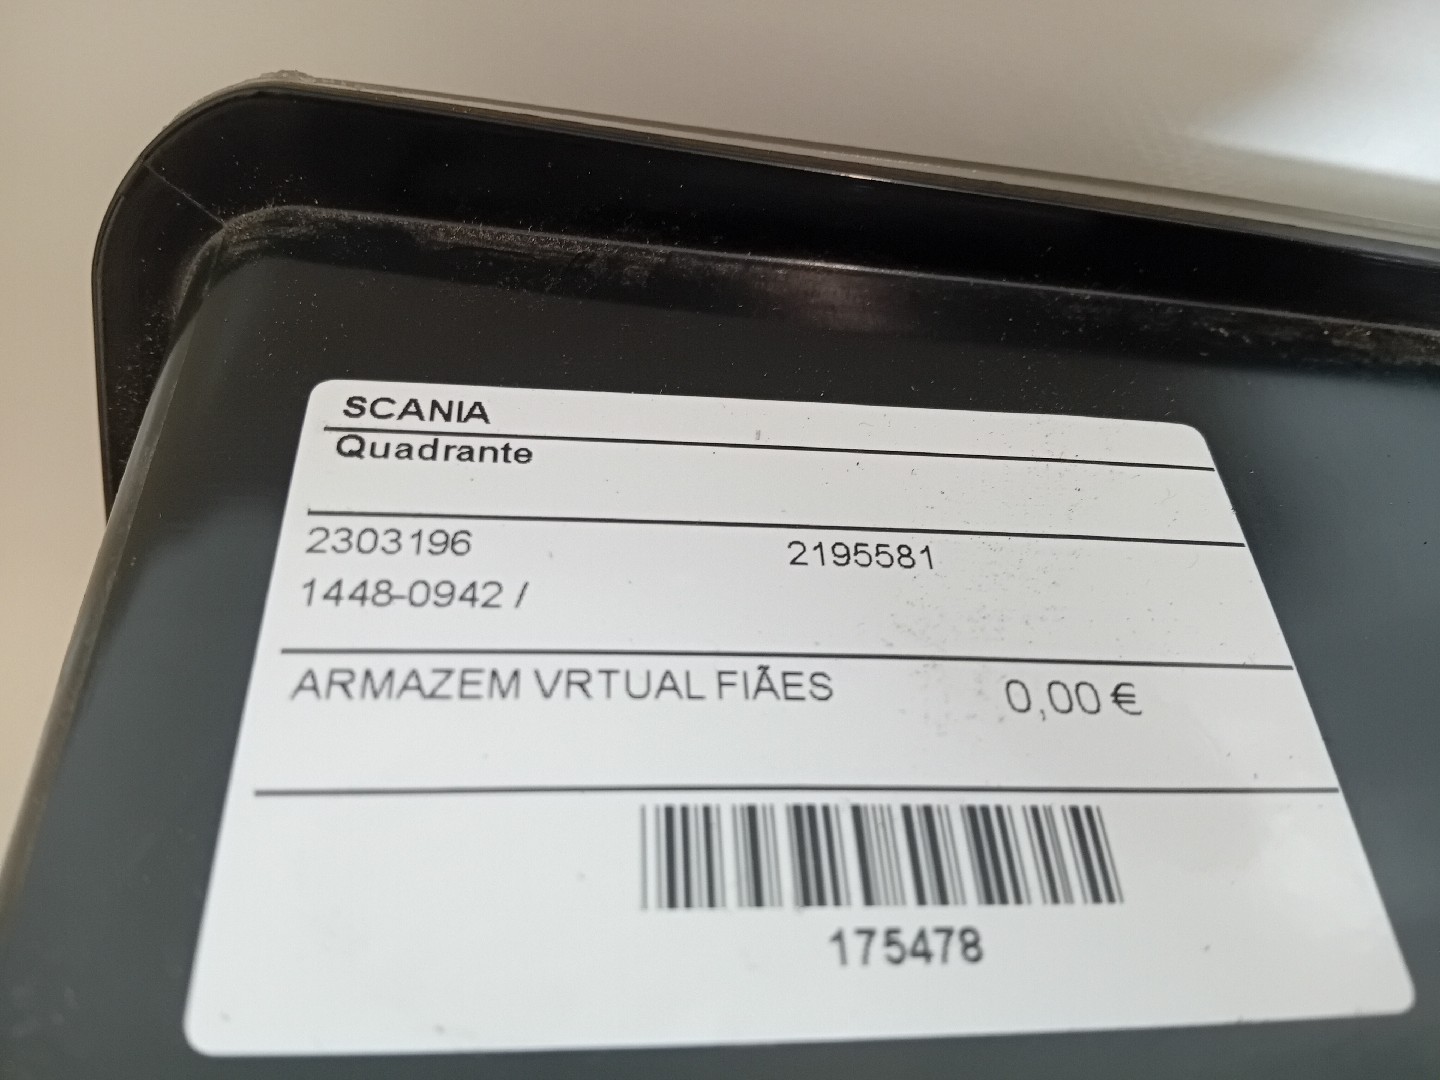 SCANIA
Quadrante
2303196 2195581
1448-0942 /
ARMAZEM VRTUAL FIÃES 0,00 €
175478